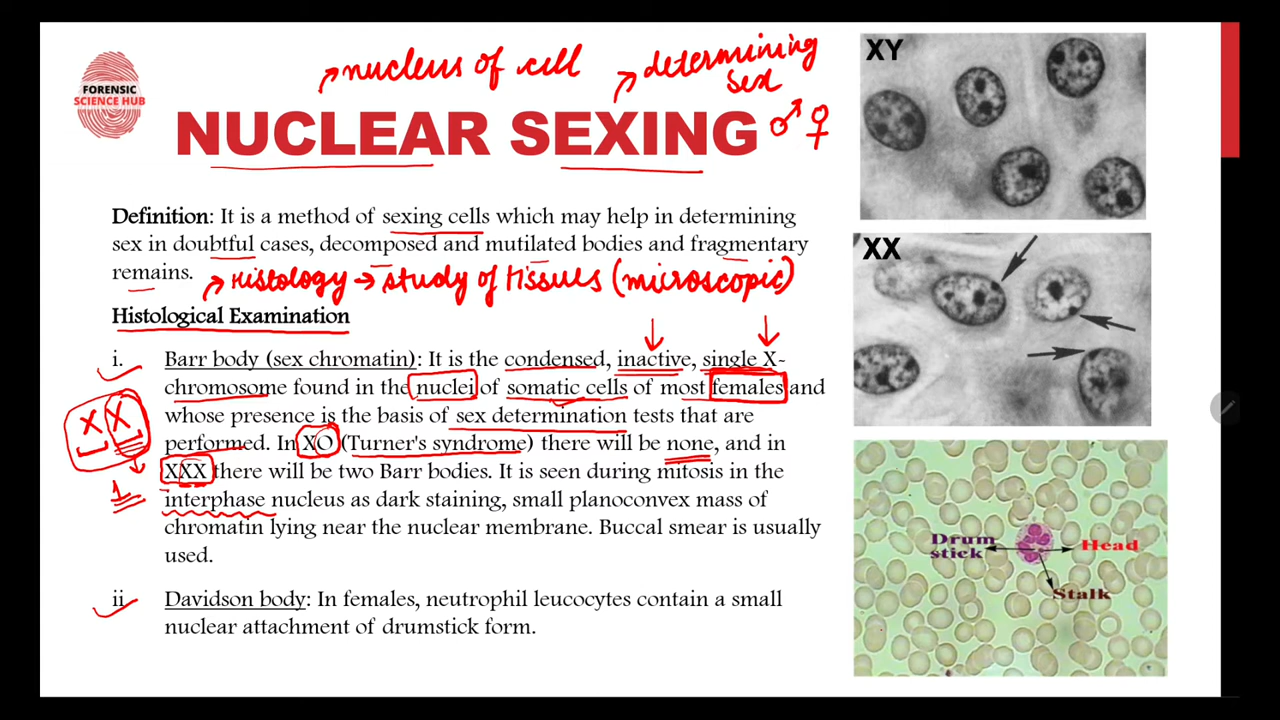 FORENSIC
SCIENCE HUB
nucleus of cell
determining
sex
NUCLEAR SEXING
♂ ♀
Definition: It is a method of sexing cells which may help in determining
sex in doubtful cases, decomposed and mutilated bodies and fragmentary
remains.
Histology → study of tissues (microscopic)
Histological Examination
i. Barr body (sex chromatin): It is the condensed, inactive, single X-
chromosome found in the nuclei of somatic cells of most females and
whose presence is the basis of sex determination tests that are
performed. In XO (Turner's syndrome) there will be none, and in
XXX there will be two Barr bodies. It is seen during mitosis in the
interphase nucleus as dark staining, small planoconvex mass of
chromatin lying near the nuclear membrane. Buccal smear is usually
used.
X X
1
ii. Davidson body: In females, neutrophil leucocytes contain a small
nuclear attachment of drumstick form.
XY
XX
Drum
stick
Head
Stalk